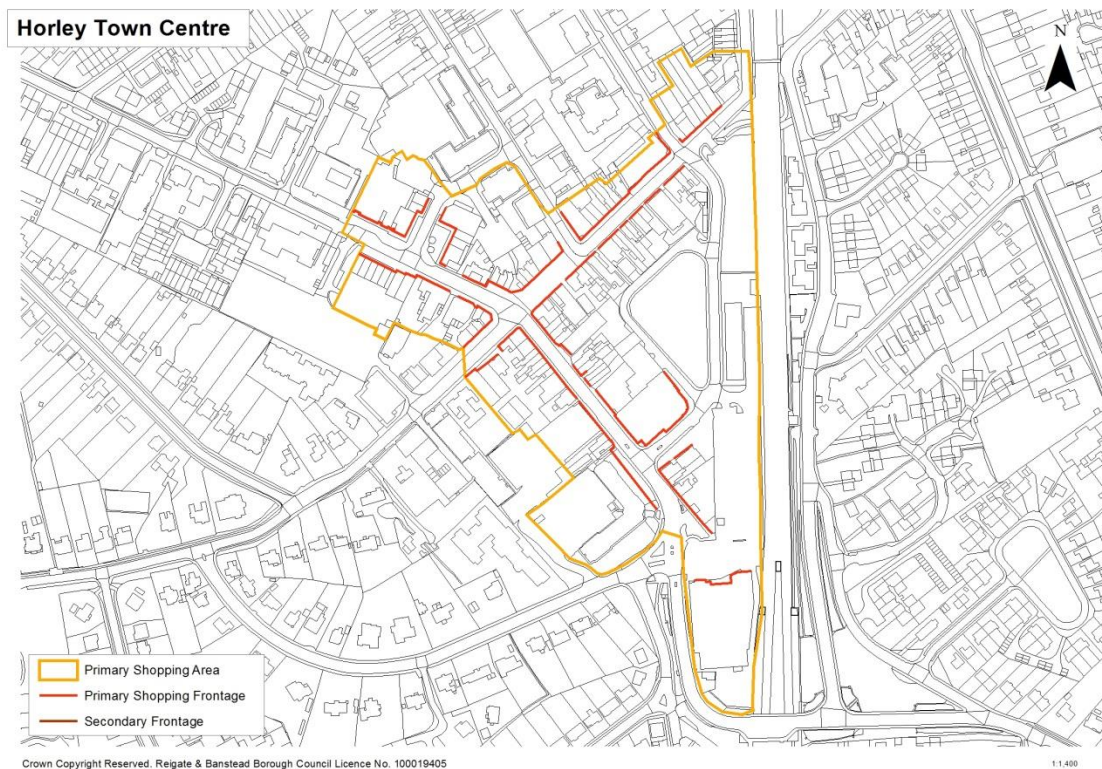 Horley Town Centre
N
Primary Shopping Area
Primary Shopping Frontage
Secondary Frontage
Crown Copyright Reserved. Reigate & Banstead Borough Council Licence No. 100019405
1:1,400